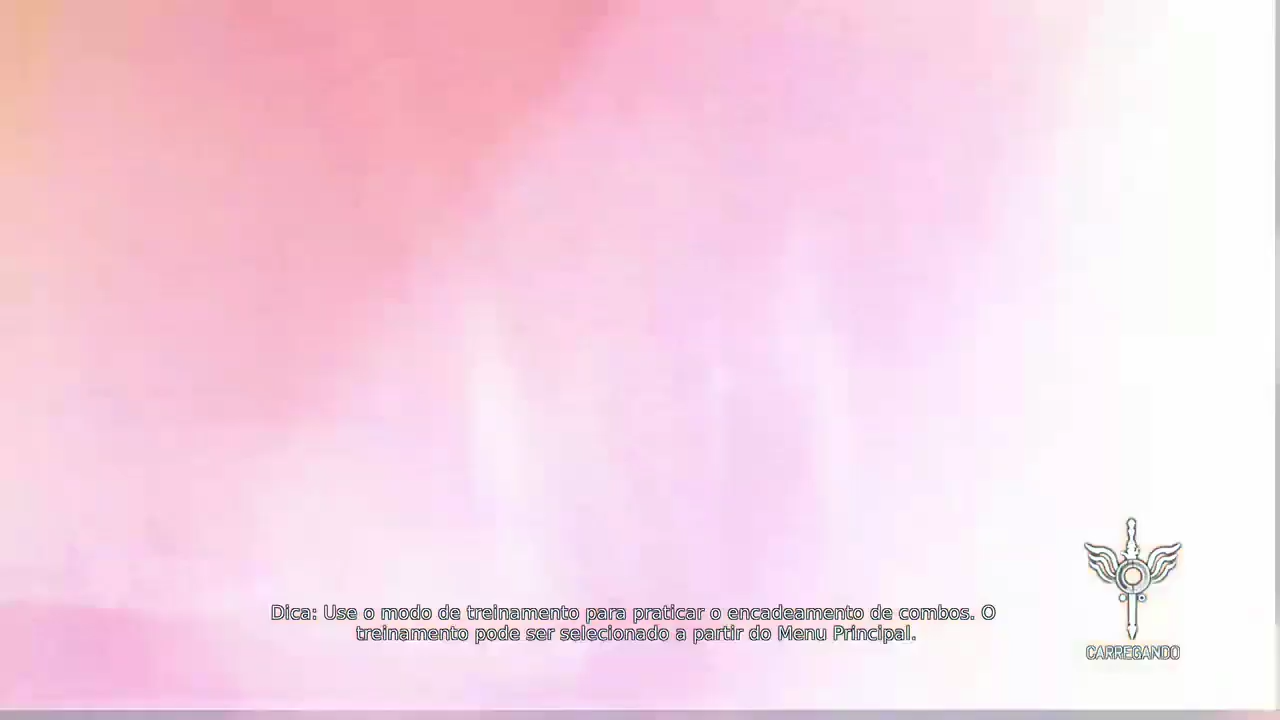 Dica: Use o modo de treinamento para praticar o encadeamento de combos. O
treinamento pode ser selecionado a partir do Menu Principal.
CARREGANDO